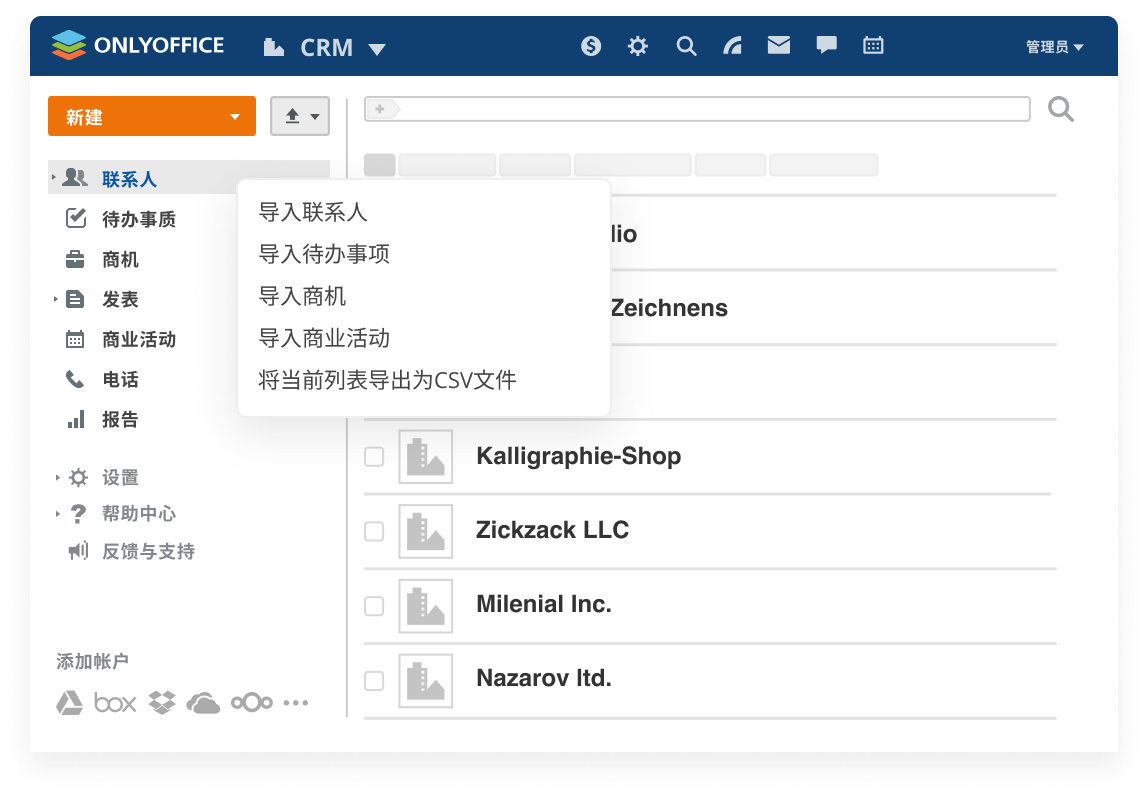 ONLYOFFICE CRM 管理员
新建
联系人
待办事质
商机
发表
商业活动
电话
报告
设置
帮助中心
反馈与支持
添加帐户
box
导入联系人
导入待办事项
导入商机
导入商业活动
将当前列表导出为CSV文件
lio
Zeichnens
Kalligraphie-Shop
Zickzack LLC
Milenial Inc.
Nazarov ltd.